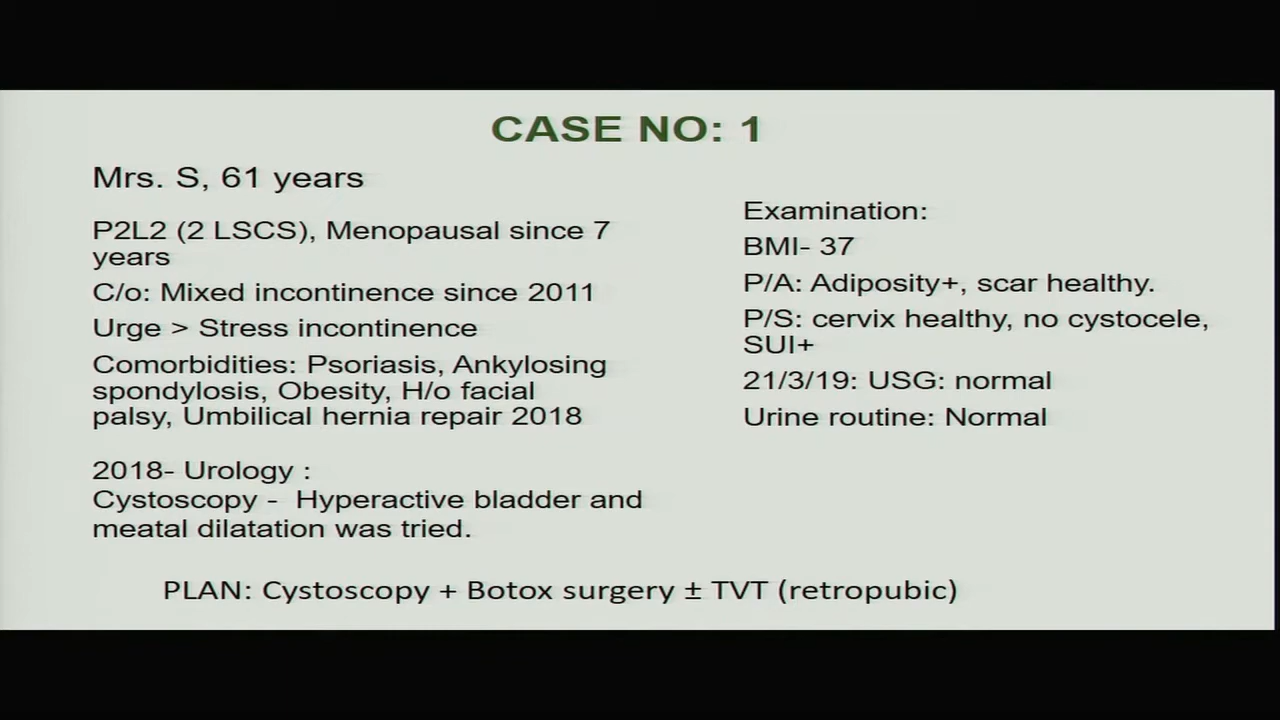 CASE NO: 1
Mrs. S, 61 years
P2L2 (2 LSCS), Menopausal since 7
years
C/o: Mixed incontinence since 2011
Urge > Stress incontinence
Comorbidities: Psoriasis, Ankylosing
spondylosis, Obesity, H/o facial
palsy, Umbilical hernia repair 2018
2018- Urology :
Cystoscopy - Hyperactive bladder and
meatal dilatation was tried.
Examination:
BMI- 37
P/A: Adiposity+, scar healthy.
P/S: cervix healthy, no cystocele,
SUI+
21/3/19: USG: normal
Urine routine: Normal
PLAN: Cystoscopy + Botox surgery ± TVT (retropubic)